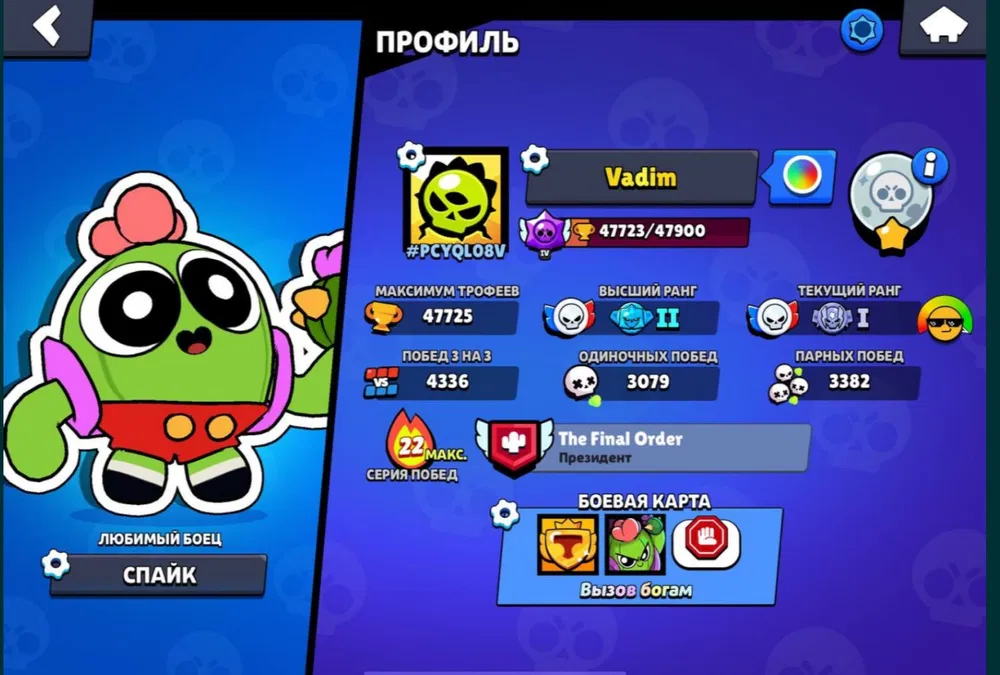 ПРОФИЛЬ
Vadim
#PCYQL08V
IV
47723/47900
МАКСИМУМ ТРОФЕЕВ
ВЫСШИЙ РАНГ
ТЕКУЩИЙ РАНГ
47725
II
I
ПОБЕД 3 НА 3
ОДИНОЧНЫХ ПОБЕД
ПАРНЫХ ПОБЕД
VS
4336
3079
3382
22
МАКС.
СЕРИЯ ПОБЕД
The Final Order
Президент
БОЕВАЯ КАРТА
Вызов богам
ЛЮБИМЫЙ БОЕЦ
СПАЙК